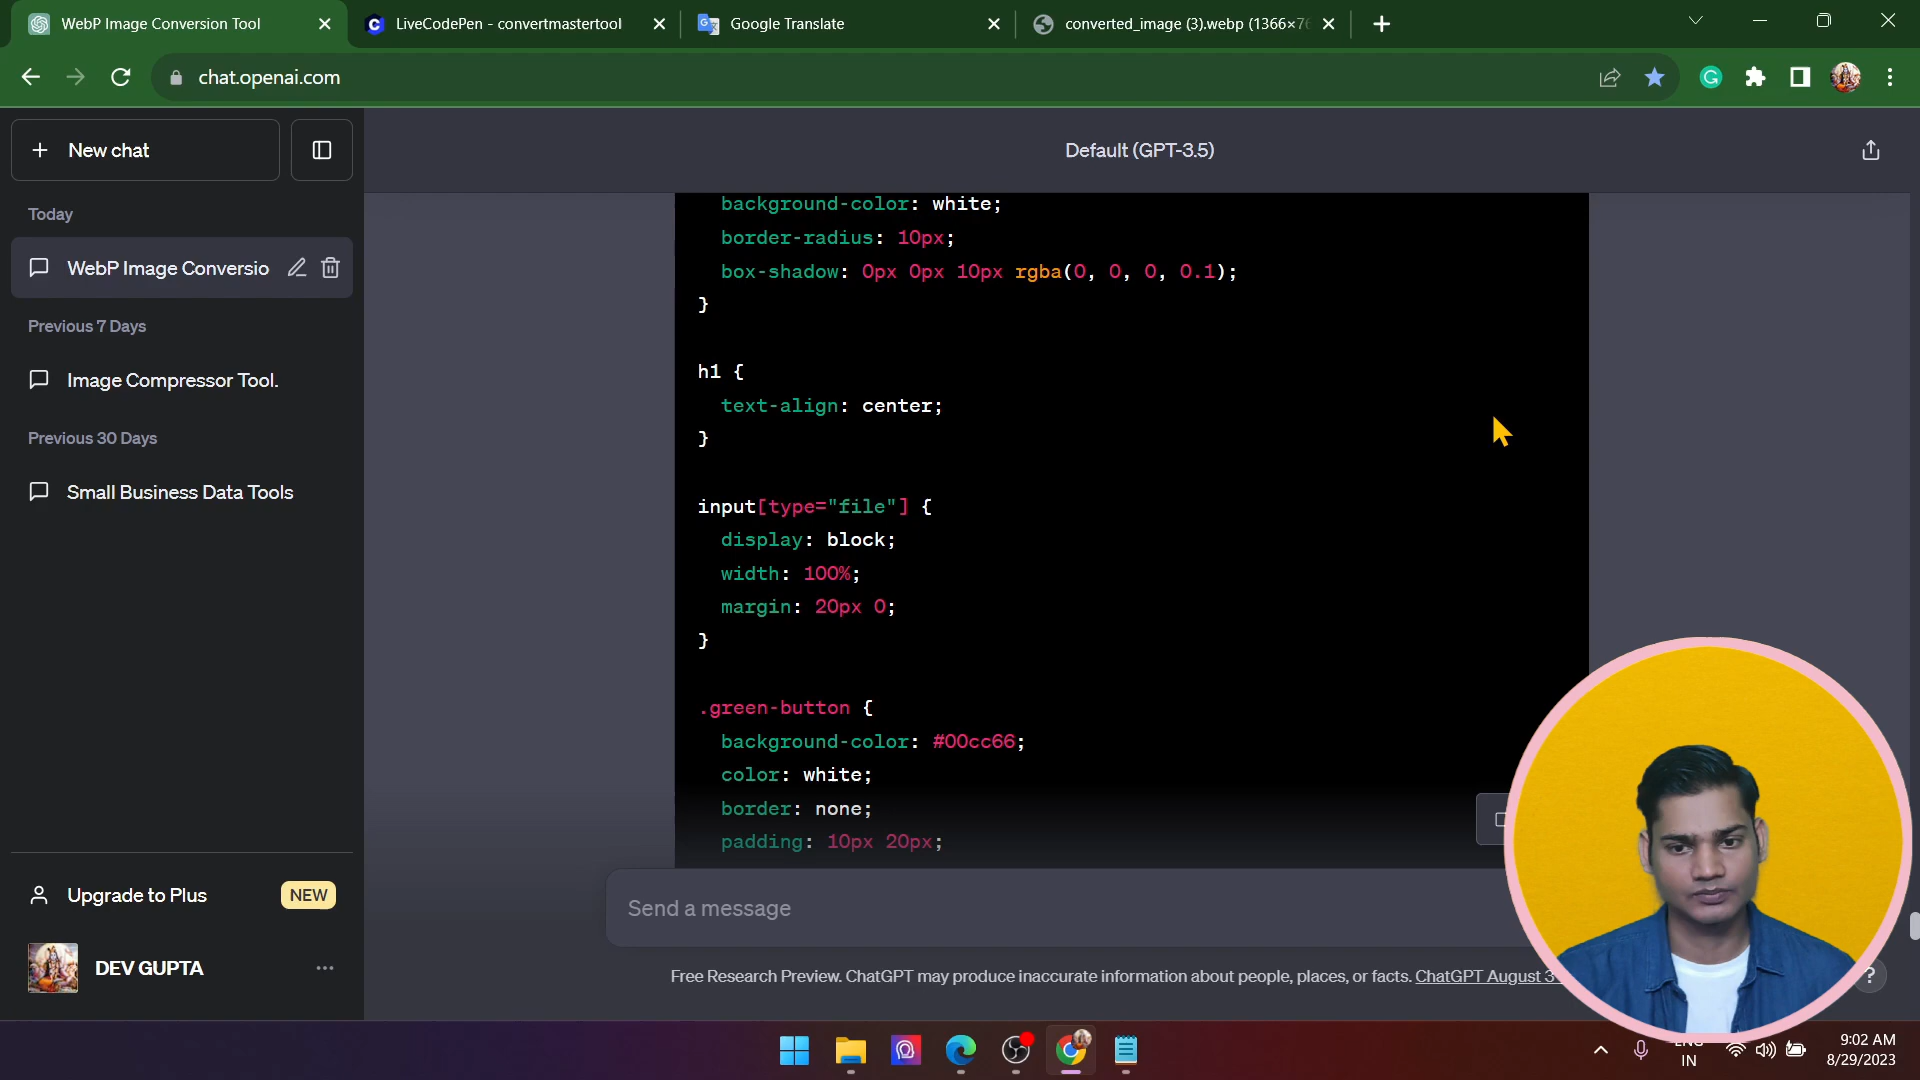 WebP Image Conversion Tool
LiveCodePen - convertmastertool
Google Translate
converted_image (3).webp (1366×76
chat.openai.com
New chat
Default (GPT-3.5)
Today
WebP Image Conversio
Previous 7 Days
Image Compressor Tool.
Previous 30 Days
Small Business Data Tools
background-color: white;
border-radius: 10px;
box-shadow: 0px 0px 10px rgba(0, 0, 0, 0.1);
}
h1 {
text-align: center;
}
input[type="file"] {
display: block;
width: 100%;
margin: 20px 0;
}
.green-button {
background-color: #00cc66;
color: white;
border: none;
padding: 10px 20px;
Upgrade to Plus
NEW
DEV GUPTA
Send a message
Free Research Preview. ChatGPT may produce inaccurate information about people, places, or facts. ChatGPT August 3
?
ENG
IN
9:02 AM
8/29/2023